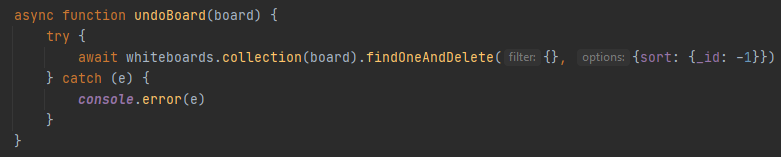 async function undoBoard(board) {
    try {
        await whiteboards.collection(board).findOneAndDelete( filter: {},  options: {sort: {_id: -1}})
    } catch (e) {
        console.error(e)
    }
}